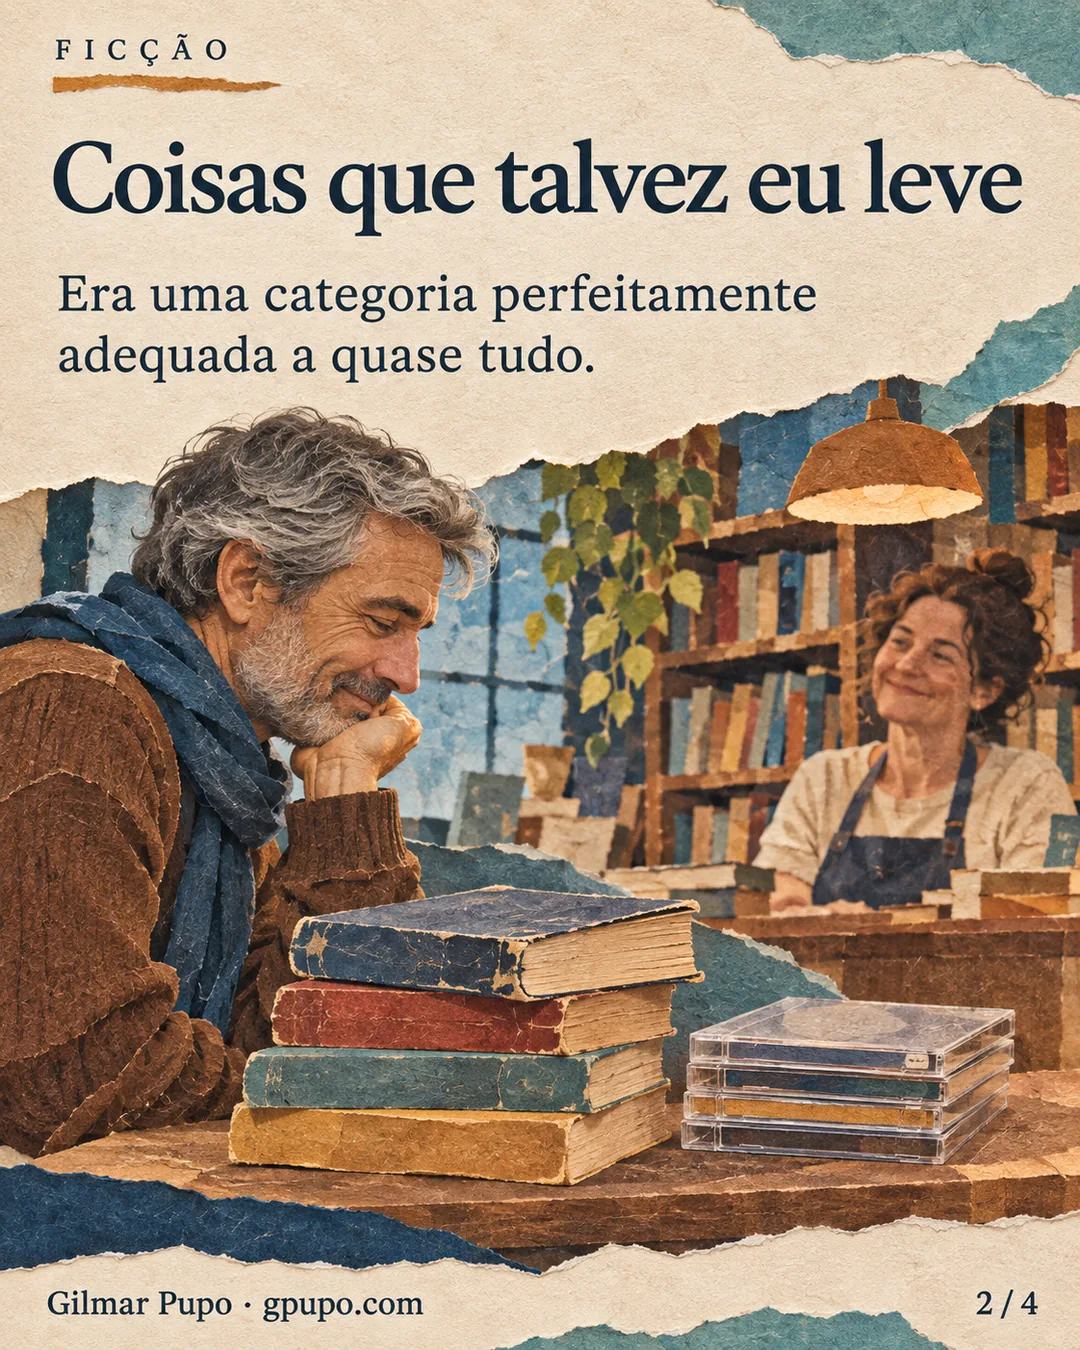 FICÇÃO
Coisas que talvez eu leve
Era uma categoria perfeitamente
adequada a quase tudo.
Gilmar Pupo · gpupo.com
2 / 4